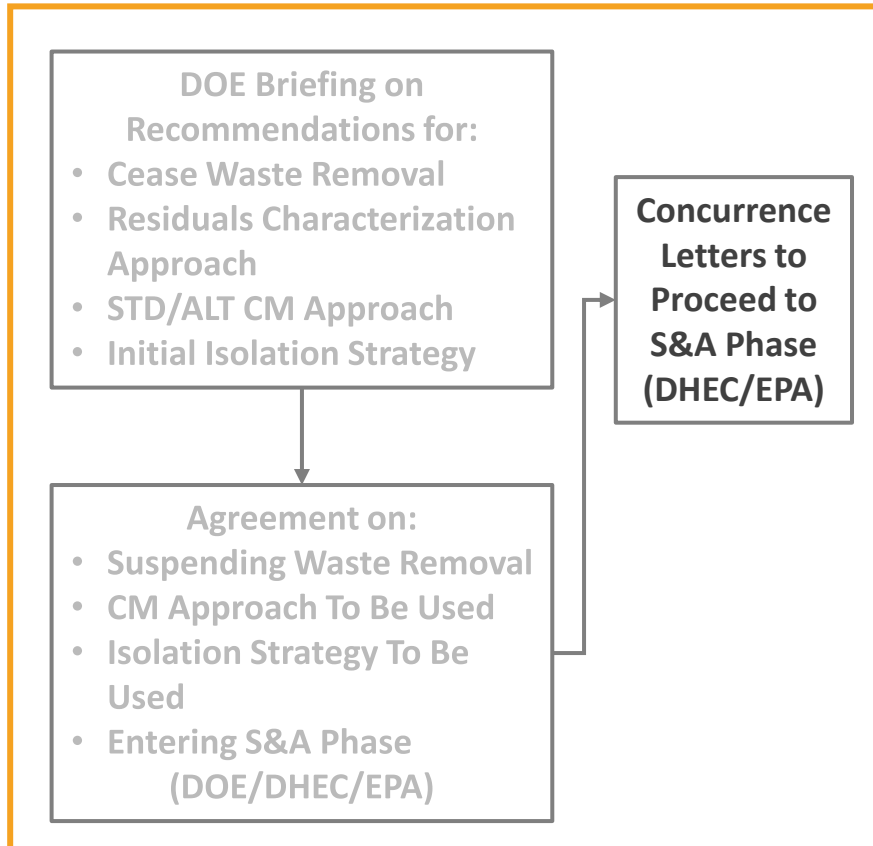 DOE Briefing on
Recommendations for:
• Cease Waste Removal
• Residuals Characterization
Approach
• STD/ALT CM Approach
• Initial Isolation Strategy
Agreement on:
• Suspending Waste Removal
• CM Approach To Be Used
• Isolation Strategy To Be
Used
• Entering S&A Phase
(DOE/DHEC/EPA)
Concurrence
Letters to
Proceed to
S&A Phase
(DHEC/EPA)